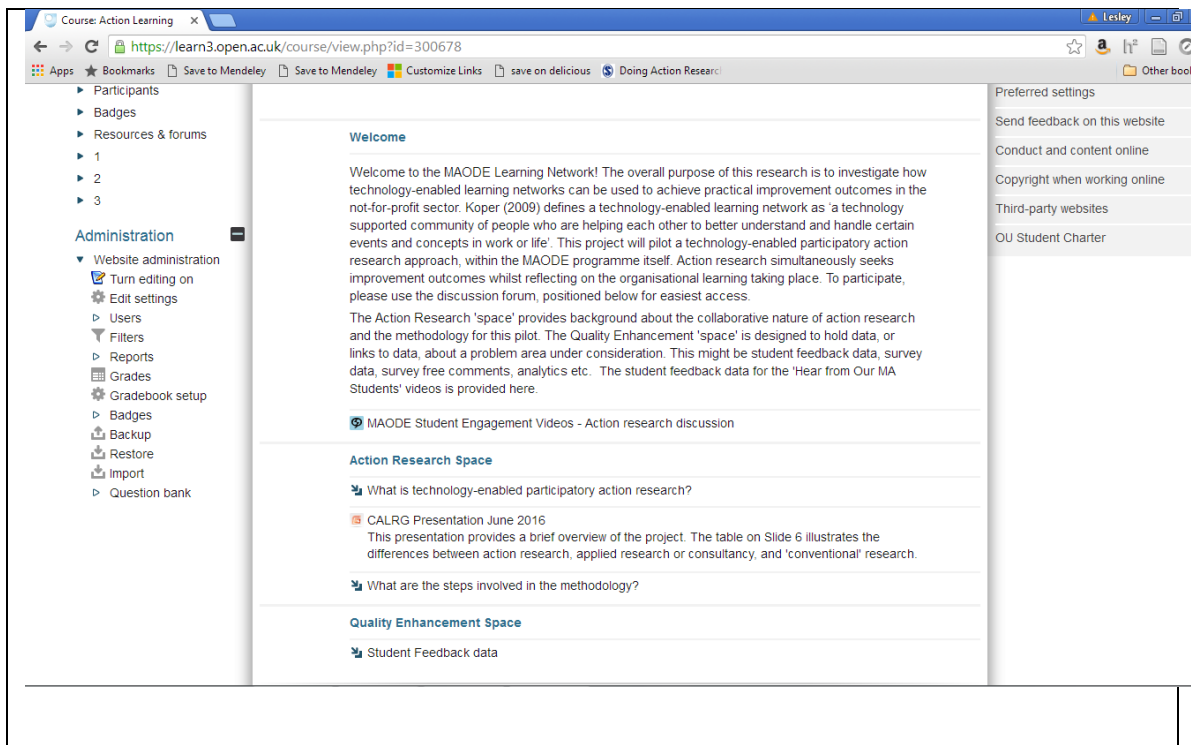 Course: Action Learning
Lesley
https://learn3.open.ac.uk/course/view.php?id=300678
Apps
Bookmarks
Save to Mendeley
Save to Mendeley
Customize Links
save on delicious
Doing Action Researc
Other book
Participants
Badges
Resources & forums
1
2
3
Administration
Website administration
Turn editing on
Edit settings
Users
Filters
Reports
Grades
Gradebook setup
Badges
Backup
Restore
Import
Question bank
Welcome
Welcome to the MAODE Learning Network! The overall purpose of this research is to investigate how
technology-enabled learning networks can be used to achieve practical improvement outcomes in the
not-for-profit sector. Koper (2009) defines a technology-enabled learning network as ‘a technology
supported community of people who are helping each other to better understand and handle certain
events and concepts in work or life’. This project will pilot a technology-enabled participatory action
research approach, within the MAODE programme itself. Action research simultaneously seeks
improvement outcomes whilst reflecting on the organisational learning taking place. To participate,
please use the discussion forum, positioned below for easiest access.
The Action Research 'space' provides background about the collaborative nature of action research
and the methodology for this pilot. The Quality Enhancement 'space' is designed to hold data, or
links to data, about a problem area under consideration. This might be student feedback data, survey
data, survey free comments, analytics etc. The student feedback data for the 'Hear from Our MA
Students' videos is provided here.
MAODE Student Engagement Videos - Action research discussion
Action Research Space
What is technology-enabled participatory action research?
CALRG Presentation June 2016
This presentation provides a brief overview of the project. The table on Slide 6 illustrates the
differences between action research, applied research or consultancy, and 'conventional' research.
What are the steps involved in the methodology?
Quality Enhancement Space
Student Feedback data
Preferred settings
Send feedback on this website
Conduct and content online
Copyright when working online
Third-party websites
OU Student Charter